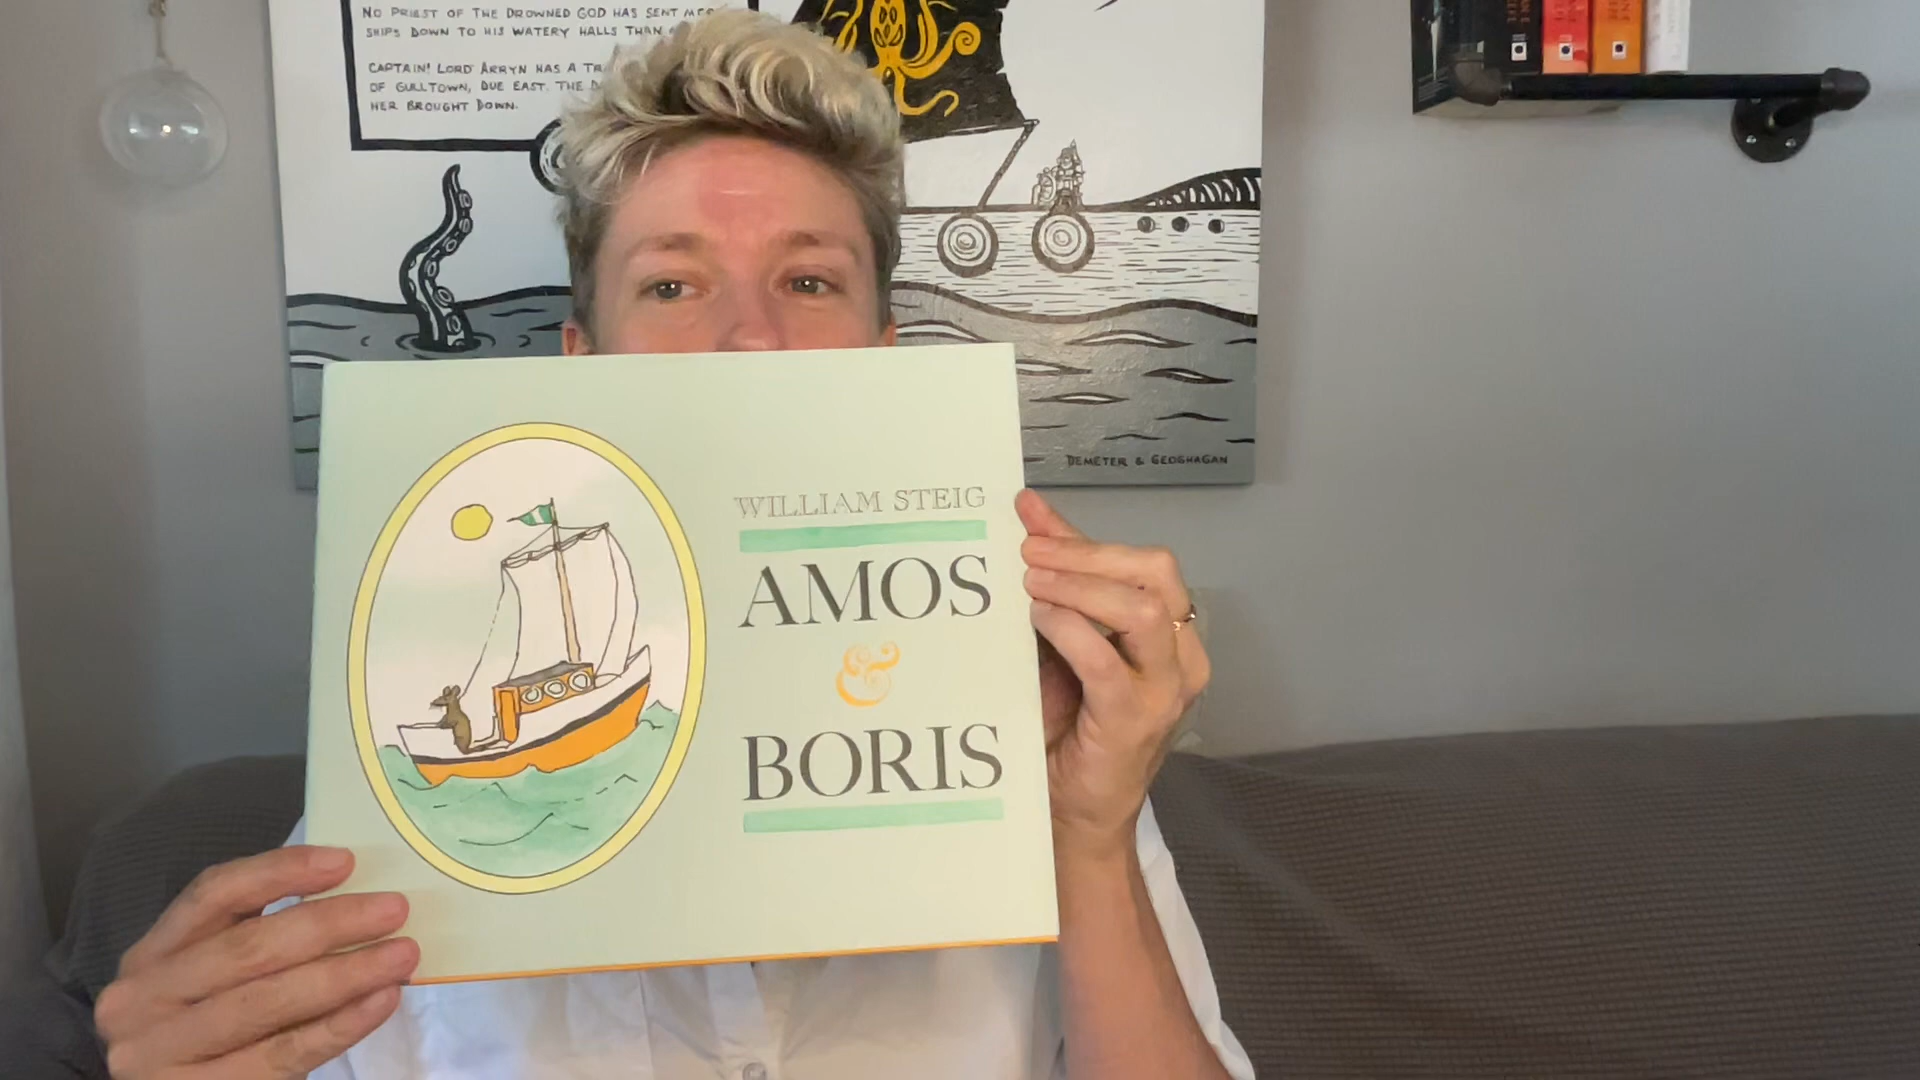 NO PRIEST OF THE DROWNED GOD HAS SENT
SHIPS DOWN TO HIS WATERY HALLS THAN
CAPTAIN! LORD ARRYN HAS A
OF GULLTOWN, DUE EAST. THE
HER BROUGHT DOWN.
DEMETER & GEOGHAGAN
WILLIAM STEIG
AMOS
&
BORIS